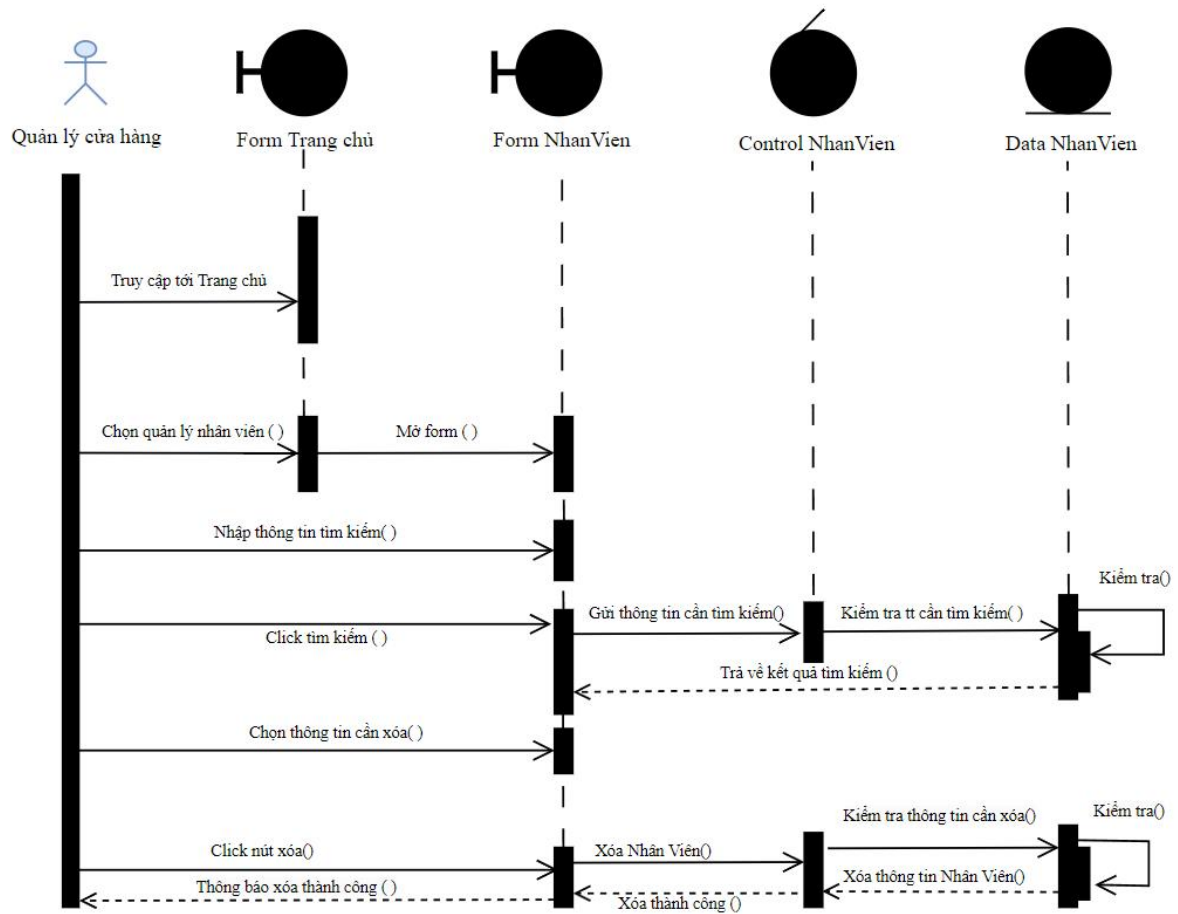 Quản lý cửa hàng
Form Trang chủ
Form NhanVien
Control NhanVien
Data NhanVien
Truy cập tới Trang chủ
Chọn quản lý nhân viên ( )
Mở form ( )
Nhập thông tin tìm kiếm( )
Kiểm tra()
Gửi thông tin cần tìm kiếm()
Kiểm tra tt cần tìm kiếm( )
Click tìm kiếm ( )
Trả về kết quả tìm kiếm ()
Chọn thông tin cần xóa( )
Kiểm tra thông tin cần xóa()
Kiểm tra()
Click nút xóa()
Xóa Nhân Viên()
Xóa thông tin Nhân Viên()
Thông báo xóa thành công ( )
Xóa thành công ()